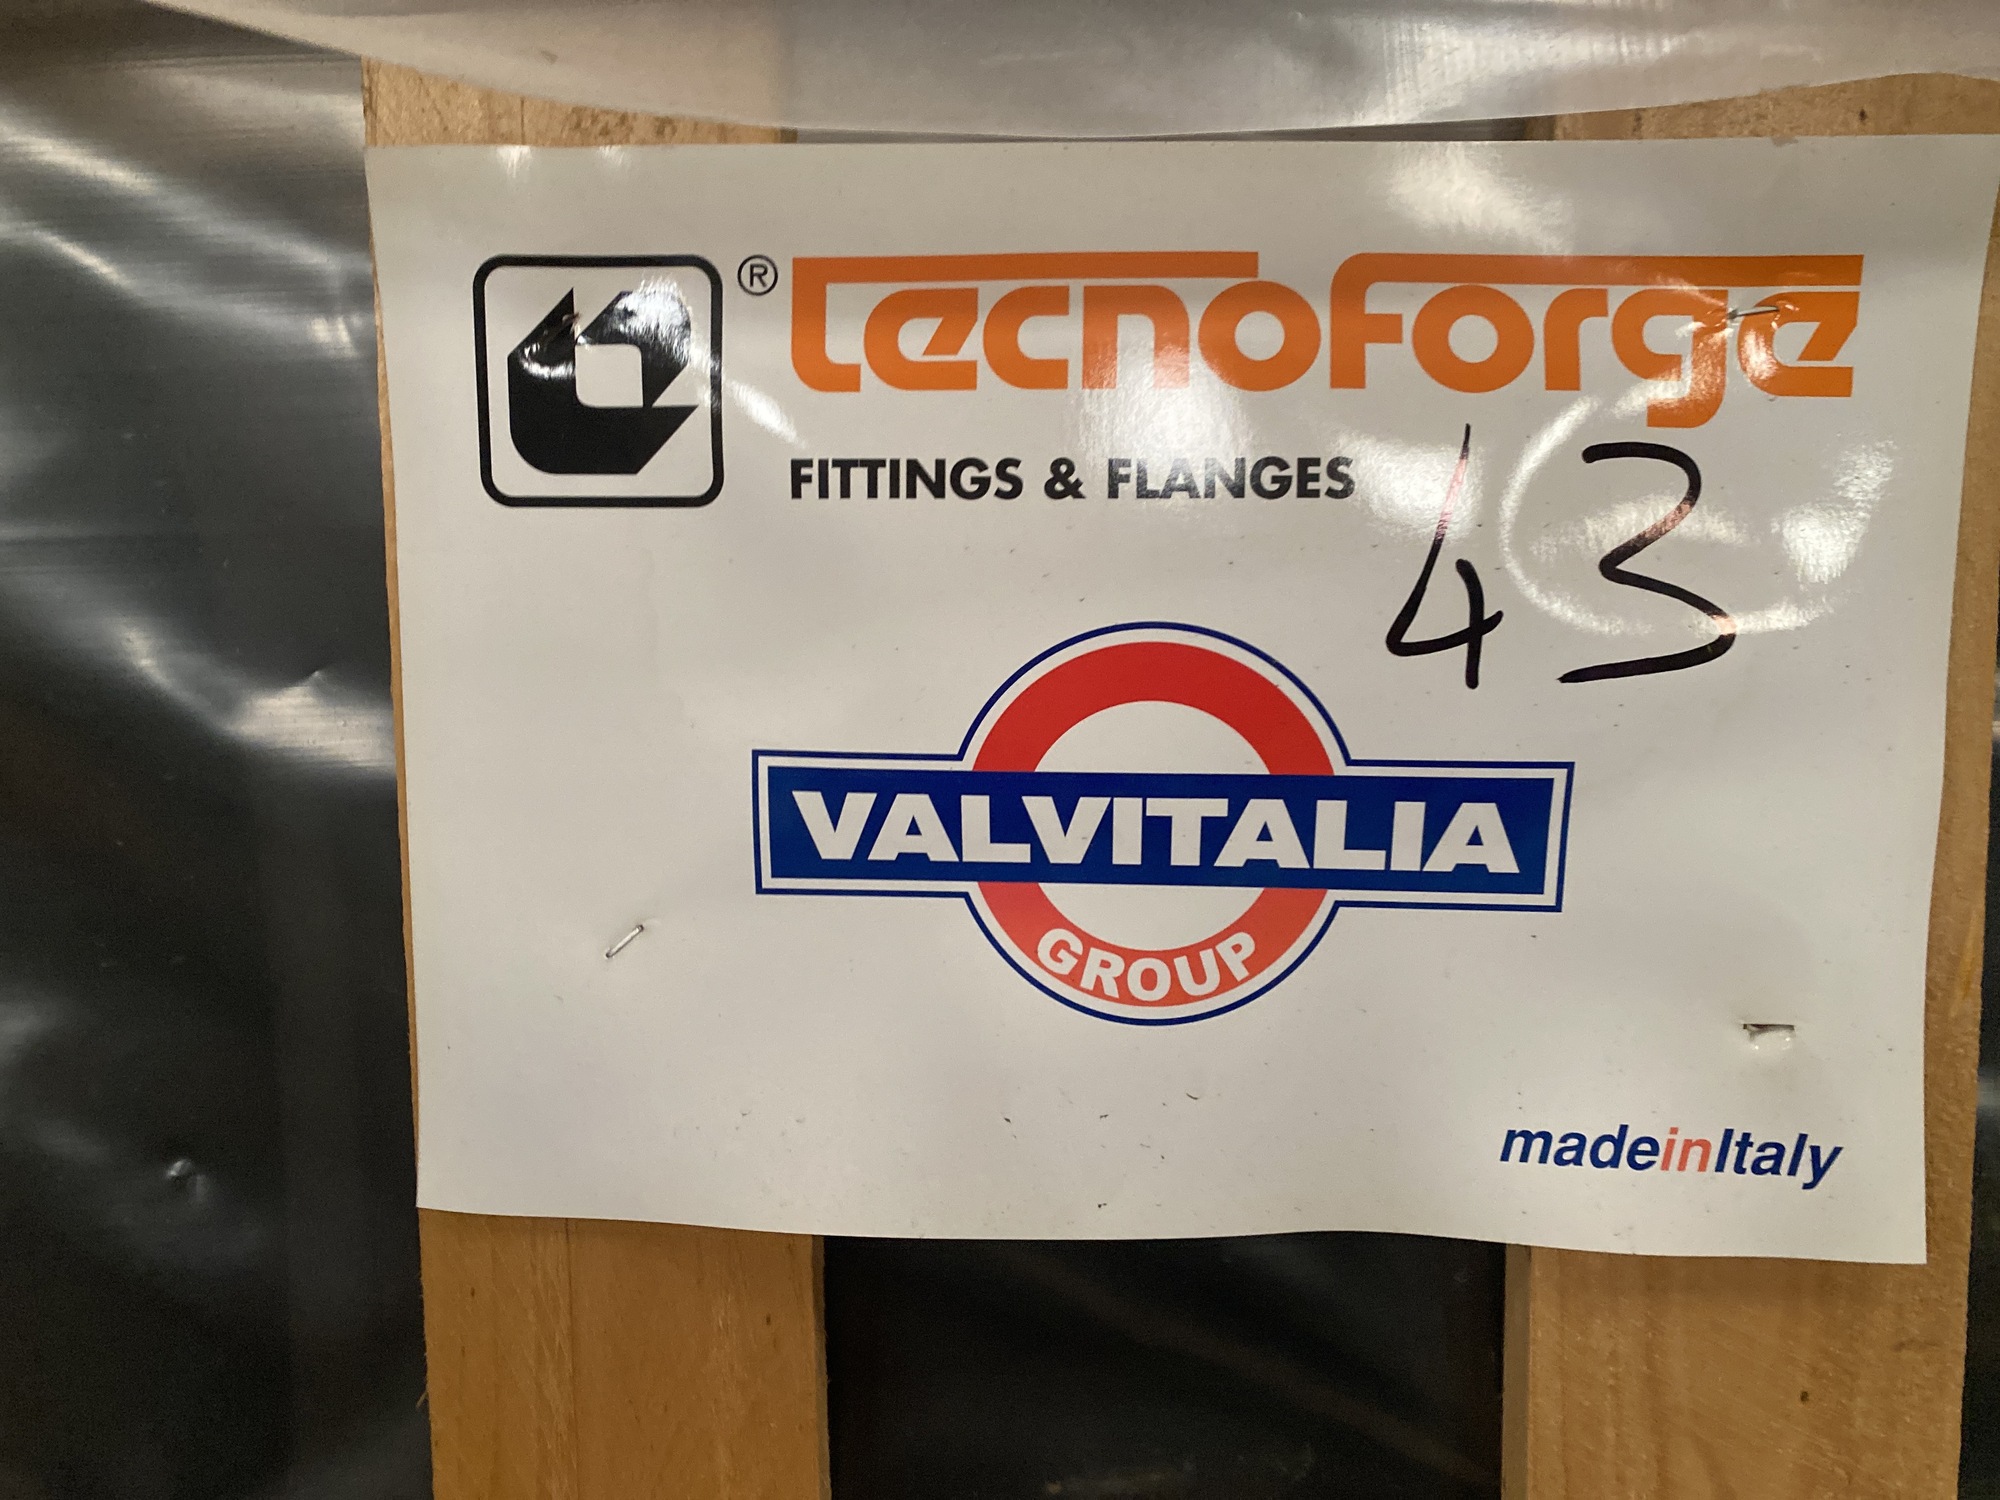 ® tecnoforge
FITTINGS & FLANGES
43
VALVITALIA
GROUP
madeinItaly